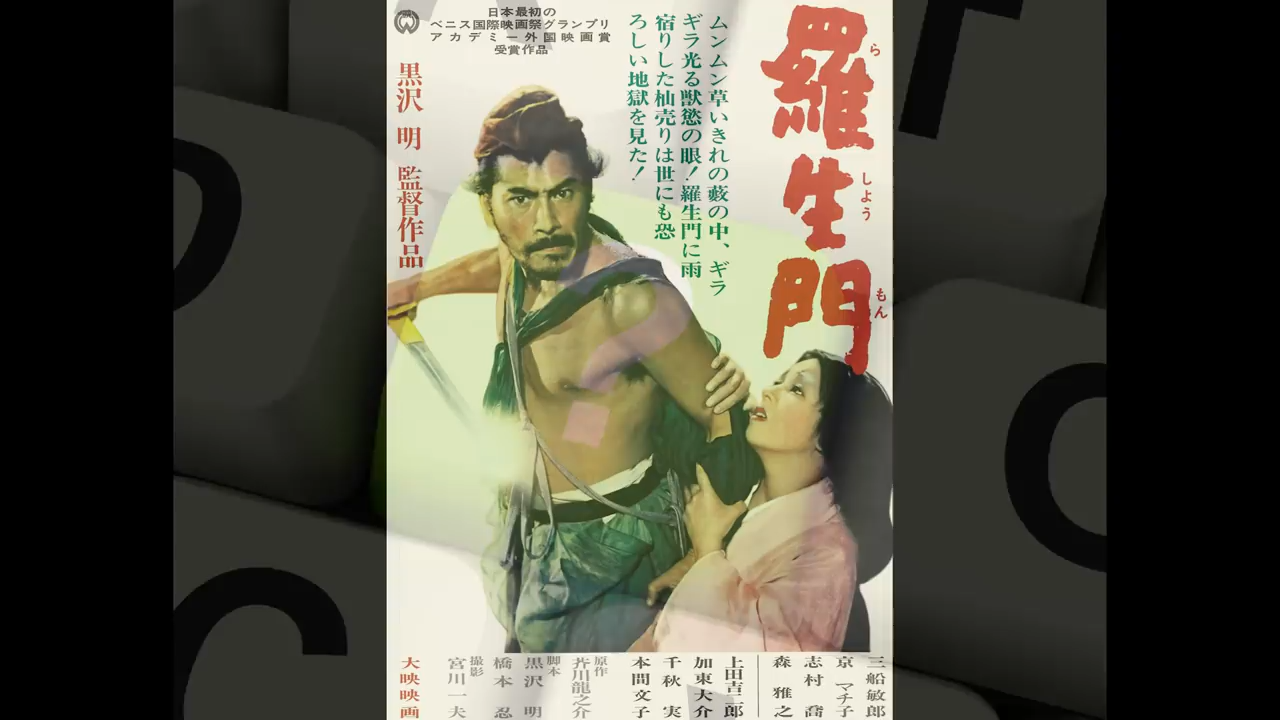 日本最初の
ベニス国際映画祭グランプリ
アカデミー外国映画賞
受賞作品
羅生門
らしょうもん
ムンムン草いきれの藪の中、ギラ
ギラ光る獣慾の眼！羅生門に雨
宿りした杣売りは世にも恐
ろしい地獄を見た！
黒沢 明 監督作品
三船敏郎
京 マチ子
志村 喬
森 雅之
上田吉二郎
加東大介
千秋 実
本間文子
原作
芥川龍之介
脚本
黒沢 明
橋本 忍
撮影
宮川一夫
大映映画
C